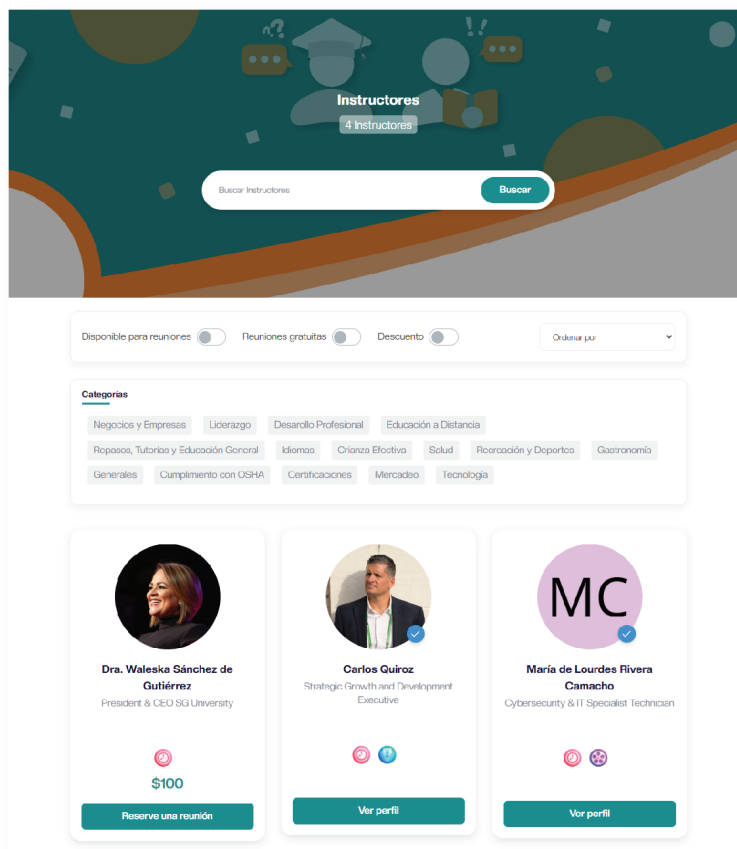 Instructores
4 Instructores
Buscar Instructores
Buscar
Disponible para reuniones
Reuniones gratuitas
Descuento
Ordenar por
Categorías
Negocios y Empresas
Liderazgo
Desarollo Profesional
Educación a Distancia
Repasos, Tutorías y Educación General
Idiomas
Crianza Efectiva
Salud
Recreación y Deportes
Gastronomía
Generales
Cumplimiento con OSHA
Certificaciones
Mercadeo
Tecnología
Dra. Waleska Sánchez de
Gutiérrez
President & CEO SG University
$100
Reserve una reunión
Carlos Quiroz
Strategic Growth and Development
Executive
Ver perfil
MC
María de Lourdes Rivera
Camacho
Cybersecurity & IT Specialist Technician
Ver perfil